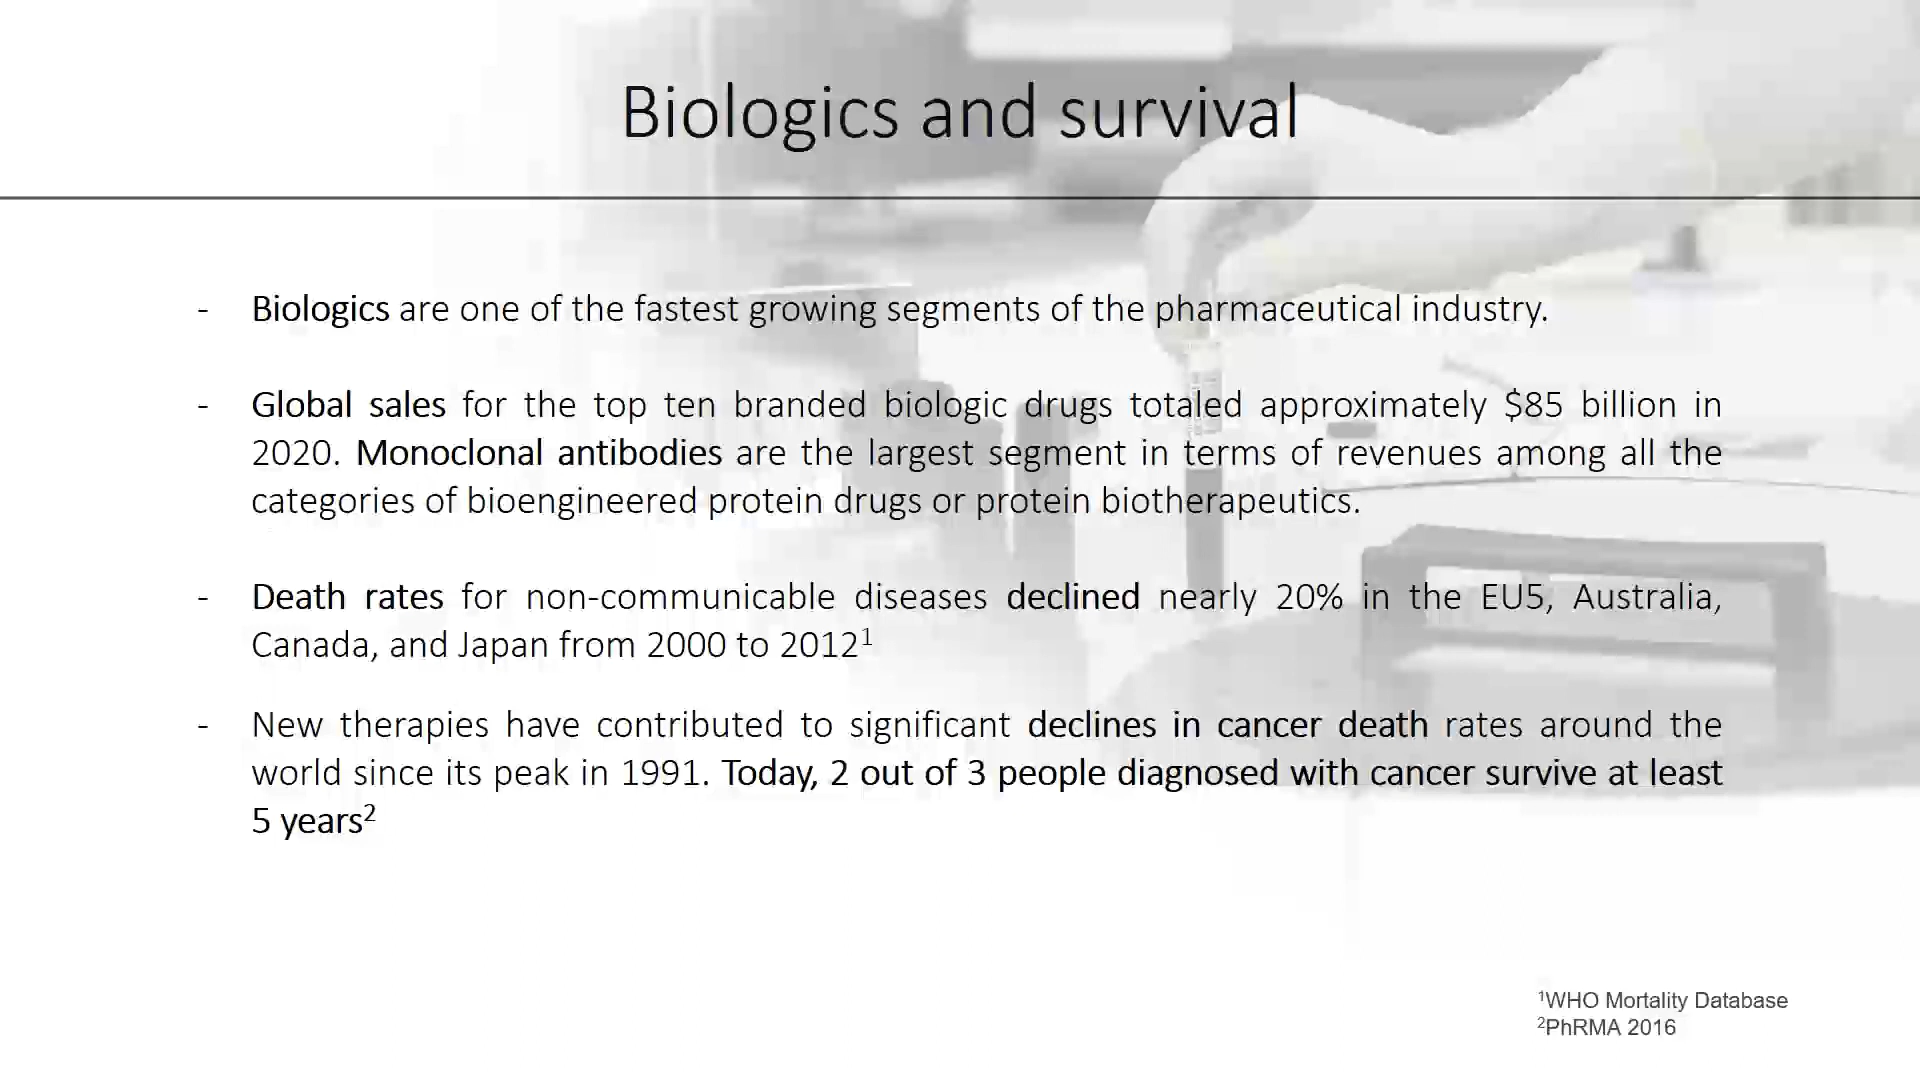 Biologics and survival
- Biologics are one of the fastest growing segments of the pharmaceutical industry.
- Global sales for the top ten branded biologic drugs totaled approximately $85 billion in
2020. Monoclonal antibodies are the largest segment in terms of revenues among all the
categories of bioengineered protein drugs or protein biotherapeutics.
- Death rates for non-communicable diseases declined nearly 20% in the EU5, Australia,
Canada, and Japan from 2000 to 2012¹
- New therapies have contributed to significant declines in cancer death rates around the
world since its peak in 1991. Today, 2 out of 3 people diagnosed with cancer survive at least
5 years²
¹WHO Mortality Database
²PhRMA 2016